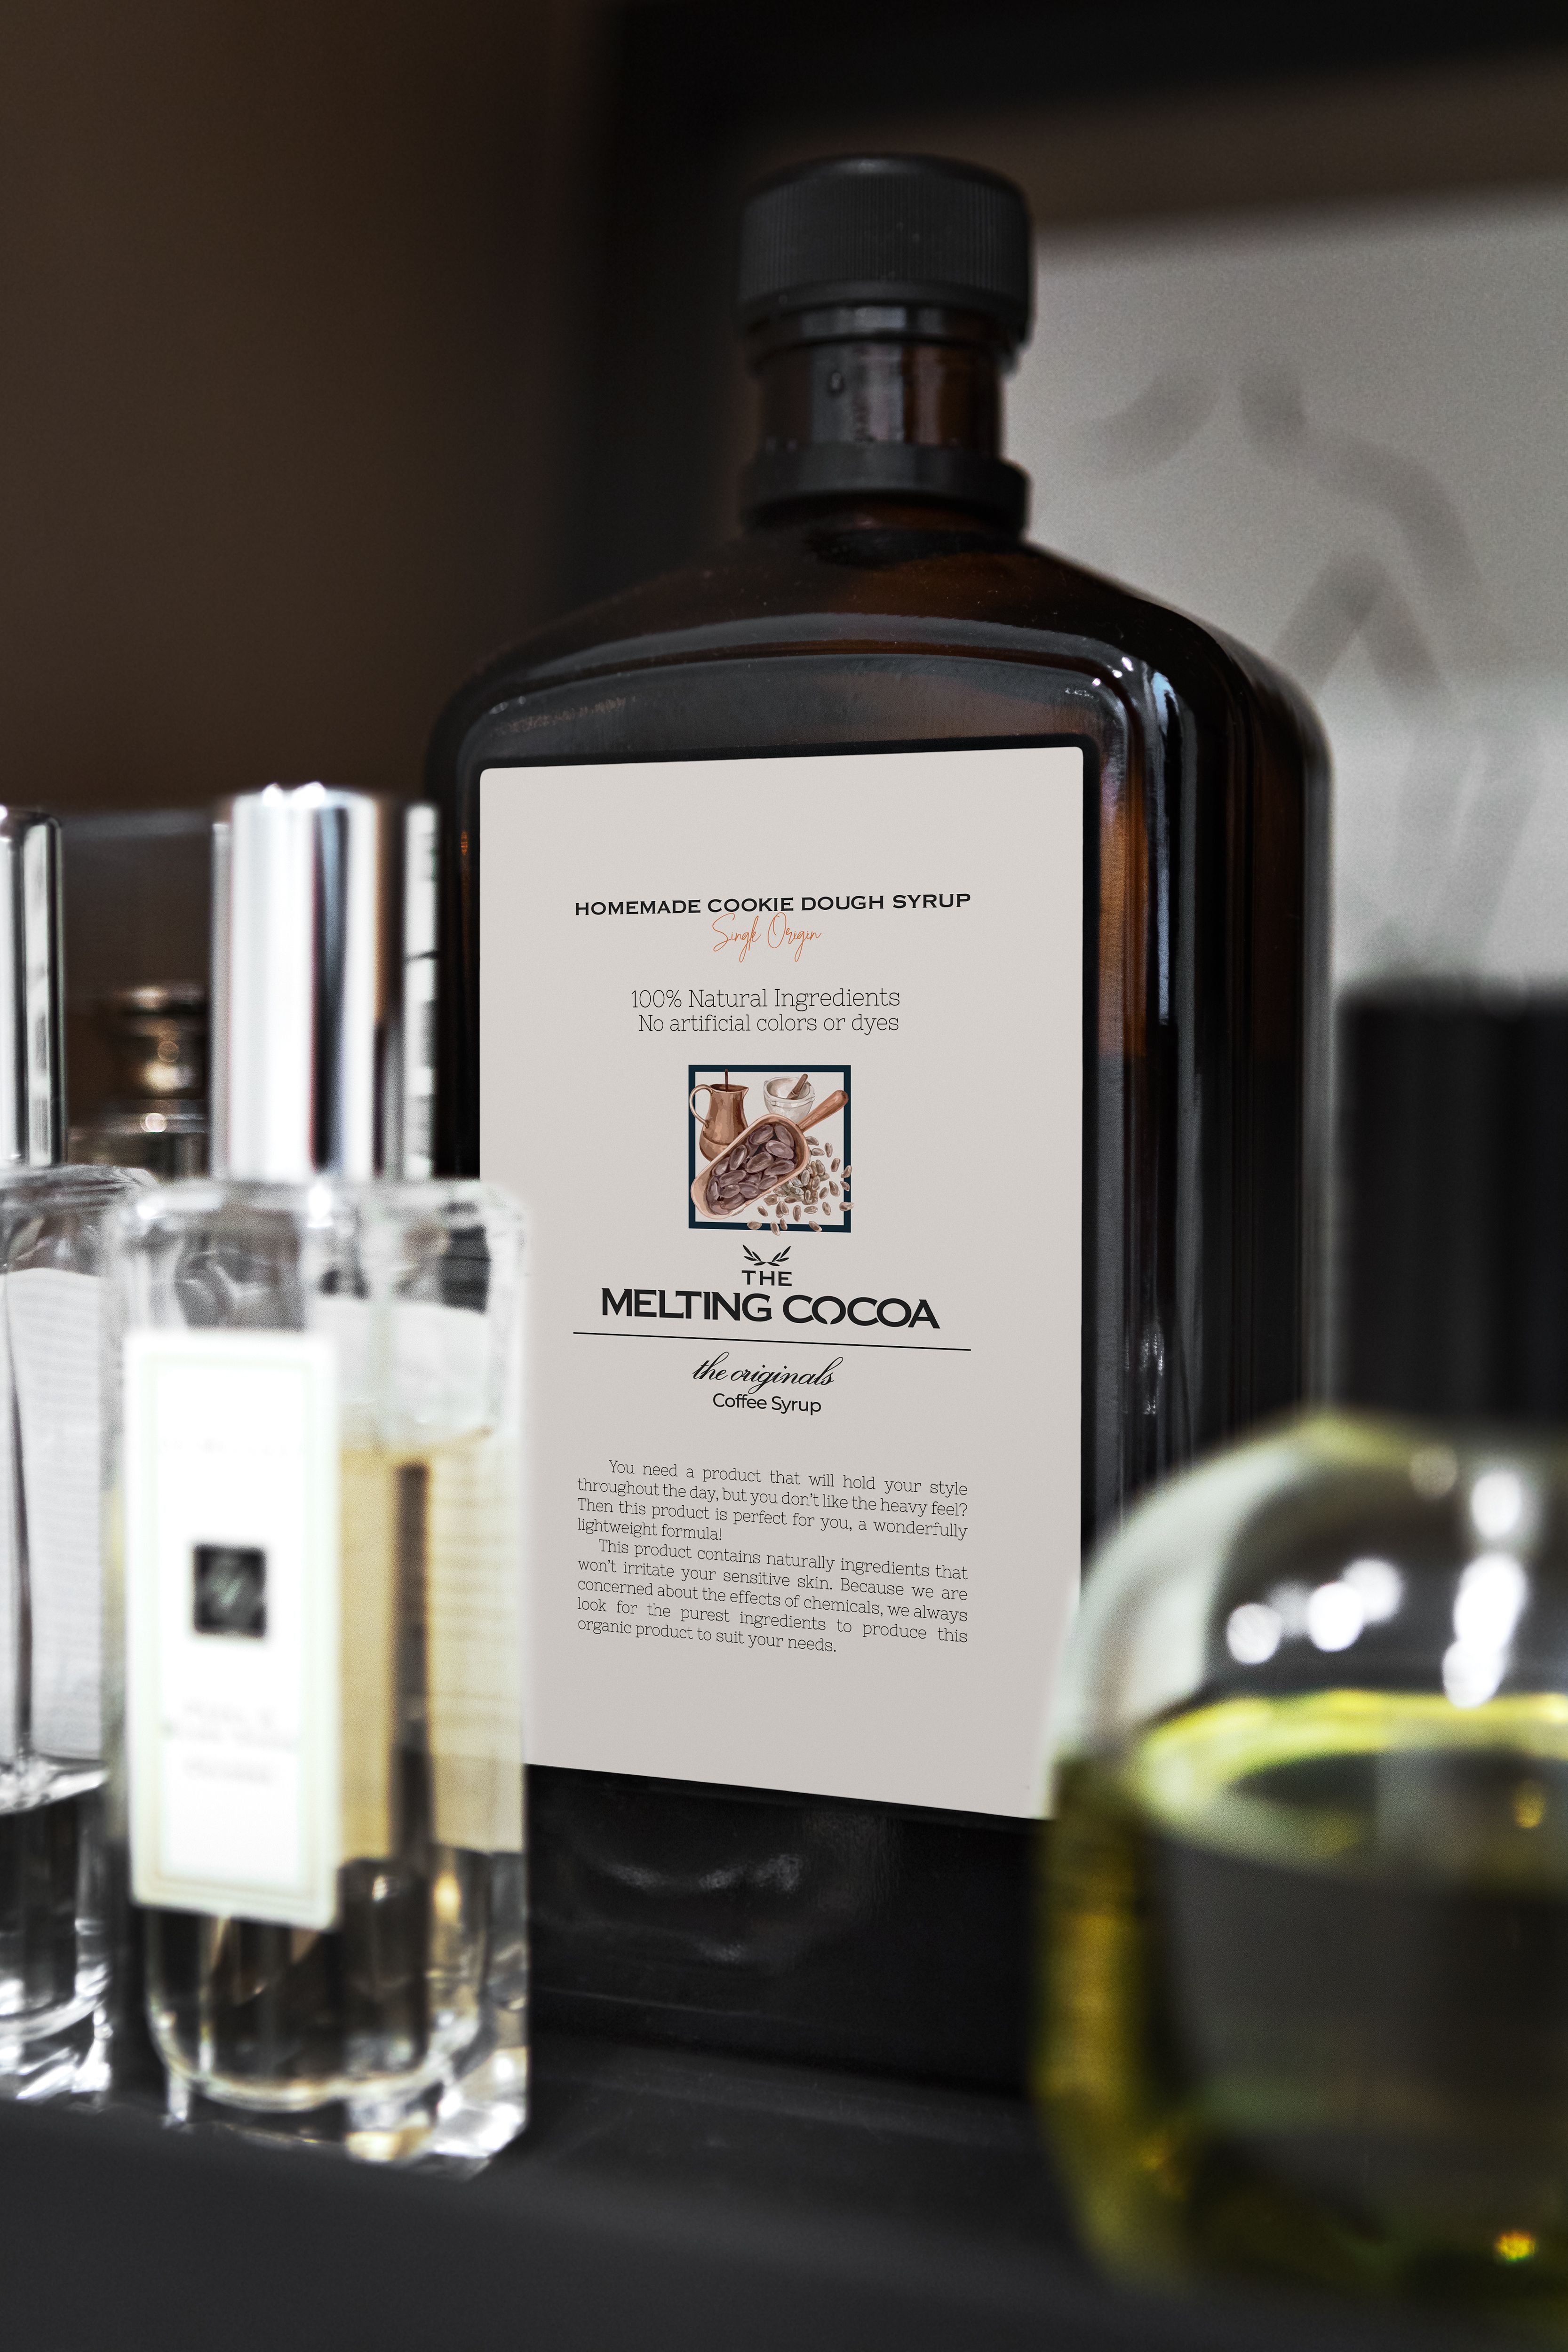 HOMEMADE COOKIE DOUGH SYRUP
Single Origin
100% Natural Ingredients
No artificial colors or dyes
THE
MELTING COCOA
the originals
Coffee Syrup
You need a product that will hold your style
throughout the day, but you don't like the heavy feel?
Then this product is perfect for you, a wonderfully
lightweight formula!
This product contains naturally ingredients that
won't irritate your sensitive skin. Because we are
concerned about the effects of chemicals, we always
look for the purest ingredients to produce this
organic product to suit your needs.